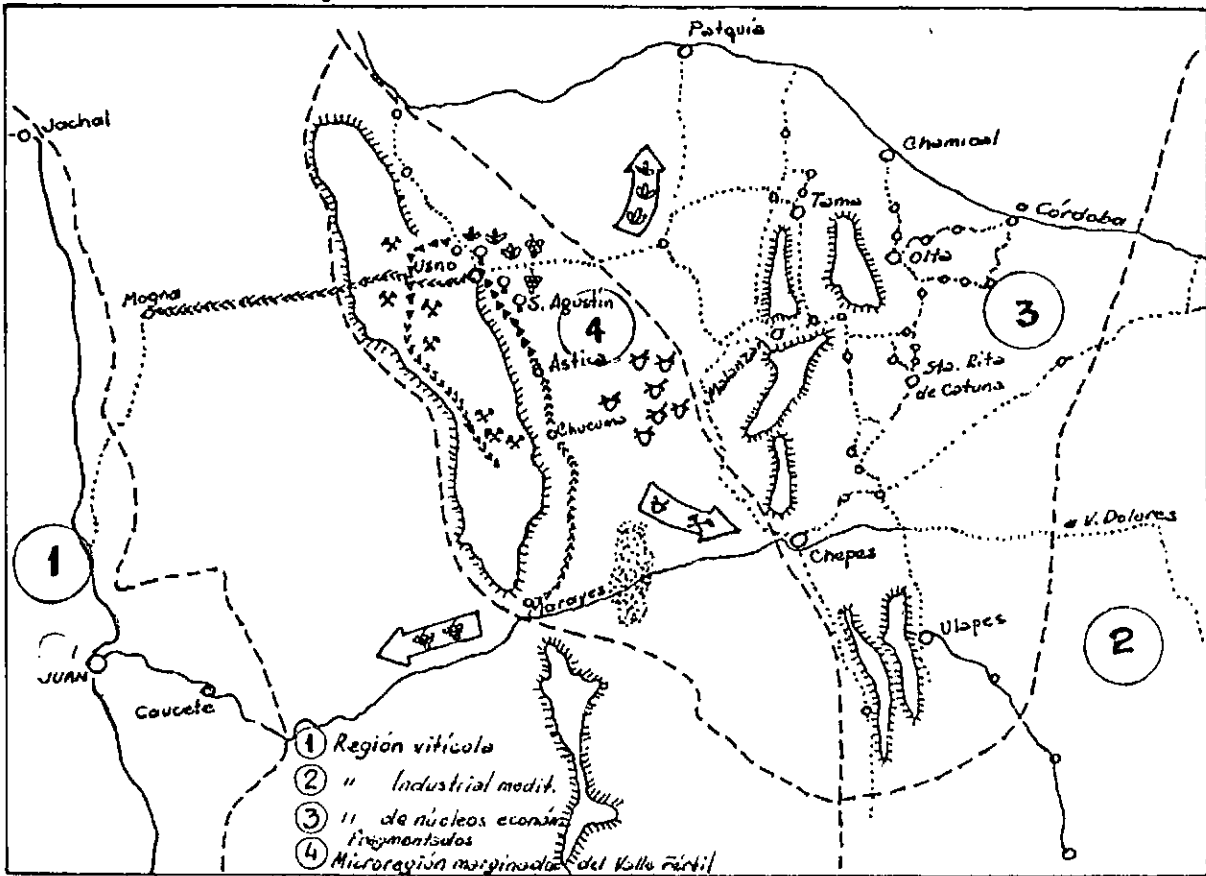 Patquía
Jachal
Chamical
Córdoba
Tama
Olta
Usno
Mogna
S. Agustín
3
4
Astica
Malanzá
Sta. Rita
de Catuna
Chucuma
V. Dolores
1
Chepes
Marayes
Ulapes
2
JUAN
Caucete
1 Región vitícola
2 " Industrial medit.
3 " de núcleos económ.
fragmentados
4 Microregión marginada del Valle Fértil